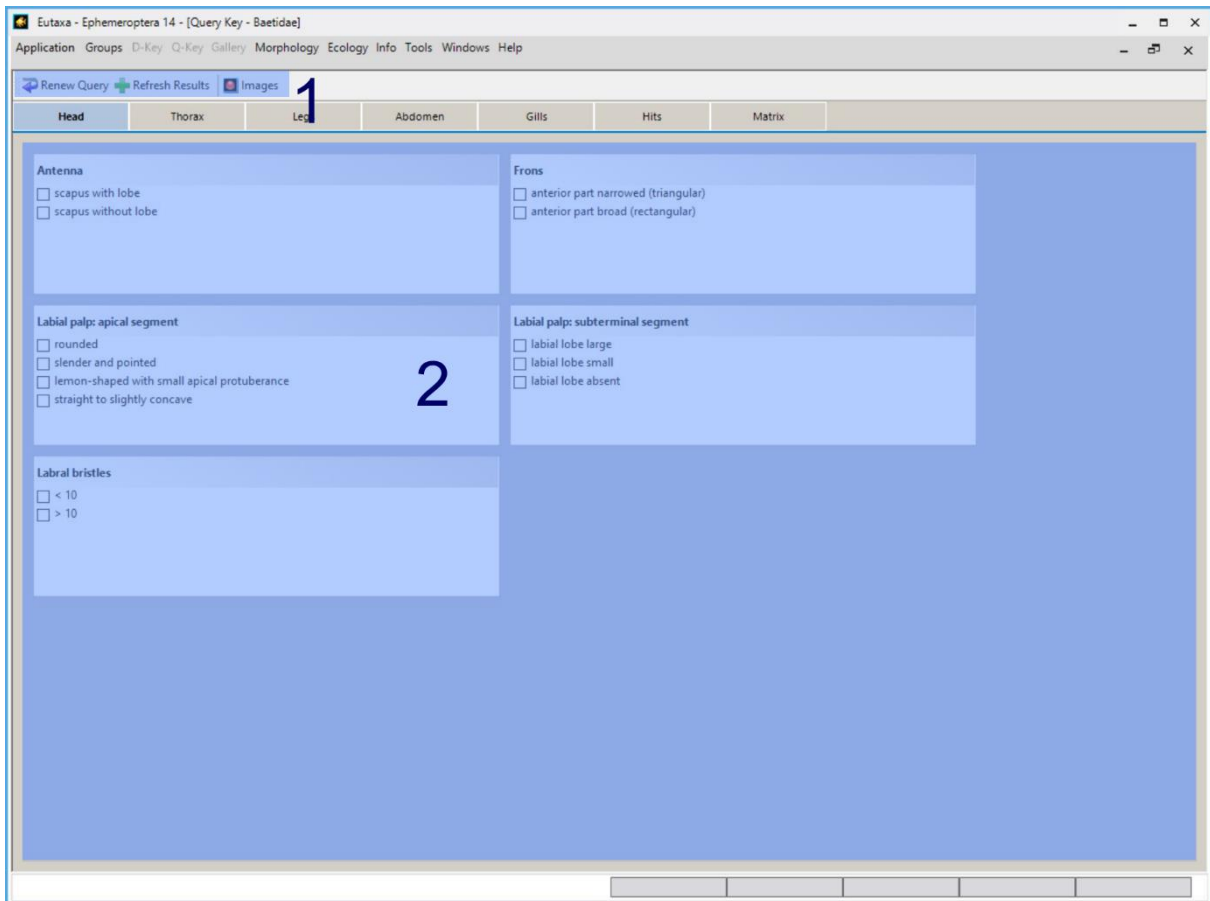 Eutaxa - Ephemeroptera 14 - [Query Key - Baetidae]
Application Groups D-Key Q-Key Gallery Morphology Ecology Info Tools Windows Help
Renew Query Refresh Results Images 1
Head Thorax Leg Abdomen Gills Hits Matrix
Antenna
scapus with lobe
scapus without lobe
Frons
anterior part narrowed (triangular)
anterior part broad (rectangular)
Labial palp: apical segment
rounded
slender and pointed
lemon-shaped with small apical protuberance
straight to slightly concave
2
Labial palp: subterminal segment
labial lobe large
labial lobe small
labial lobe absent
Labral bristles
< 10
> 10